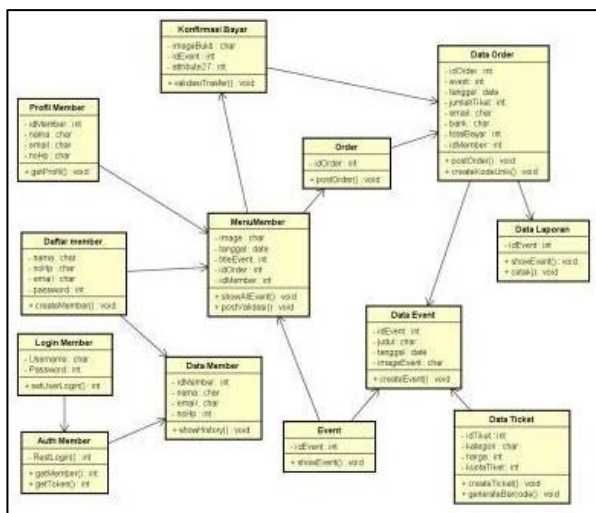 Konfirmasi Bayar
- imageBukti : char
- idEvent : int
- attribute27 : int
+ validasiTrasfer() : void
Data Order
- idOrder : int
- event : int
- tanggal : date
- jumlahTiket : int
- email : char
- bank : char
- totalBayar : int
- idMember : int
+ postOrder() : void
+ createKodeUnik() : void
Profil Member
- idMember : int
- nama : char
- email : char
- noHp : char
+ getProfil() : void
Order
- idOrder : int
+ postOrder() : void
MenuMember
- image : char
- tanggal : date
- titleEvent : int
- idOrder : int
- idMember : int
+ showAllEvent() : void
+ postValidasi() : void
Data Laporan
- idEvent : int
+ showEvent() : void
+ cetak() : void
Daftar member
- nama : char
- noHp : char
- email : char
- password : int
+ createMember() : void
Data Event
- idEvent : int
- judul : char
- tanggal : date
- imageEvent : char
+ createEvent() : void
Login Member
- Username : char
- Password : int
+ setUserLogin() : int
Data Member
- idMember : int
- nama : char
- email : char
- noHp : int
+ showHistory() : void
Auth Member
- RestLogin() : int
+ getMember() : int
+ getToken() : int
Event
- idEvent : int
+ showEvent() : void
Data Ticket
- idTiket : int
- kategori : char
- harga : int
- kuotaTiket : int
+ createTicket() : void
+ generateBarcode() : void